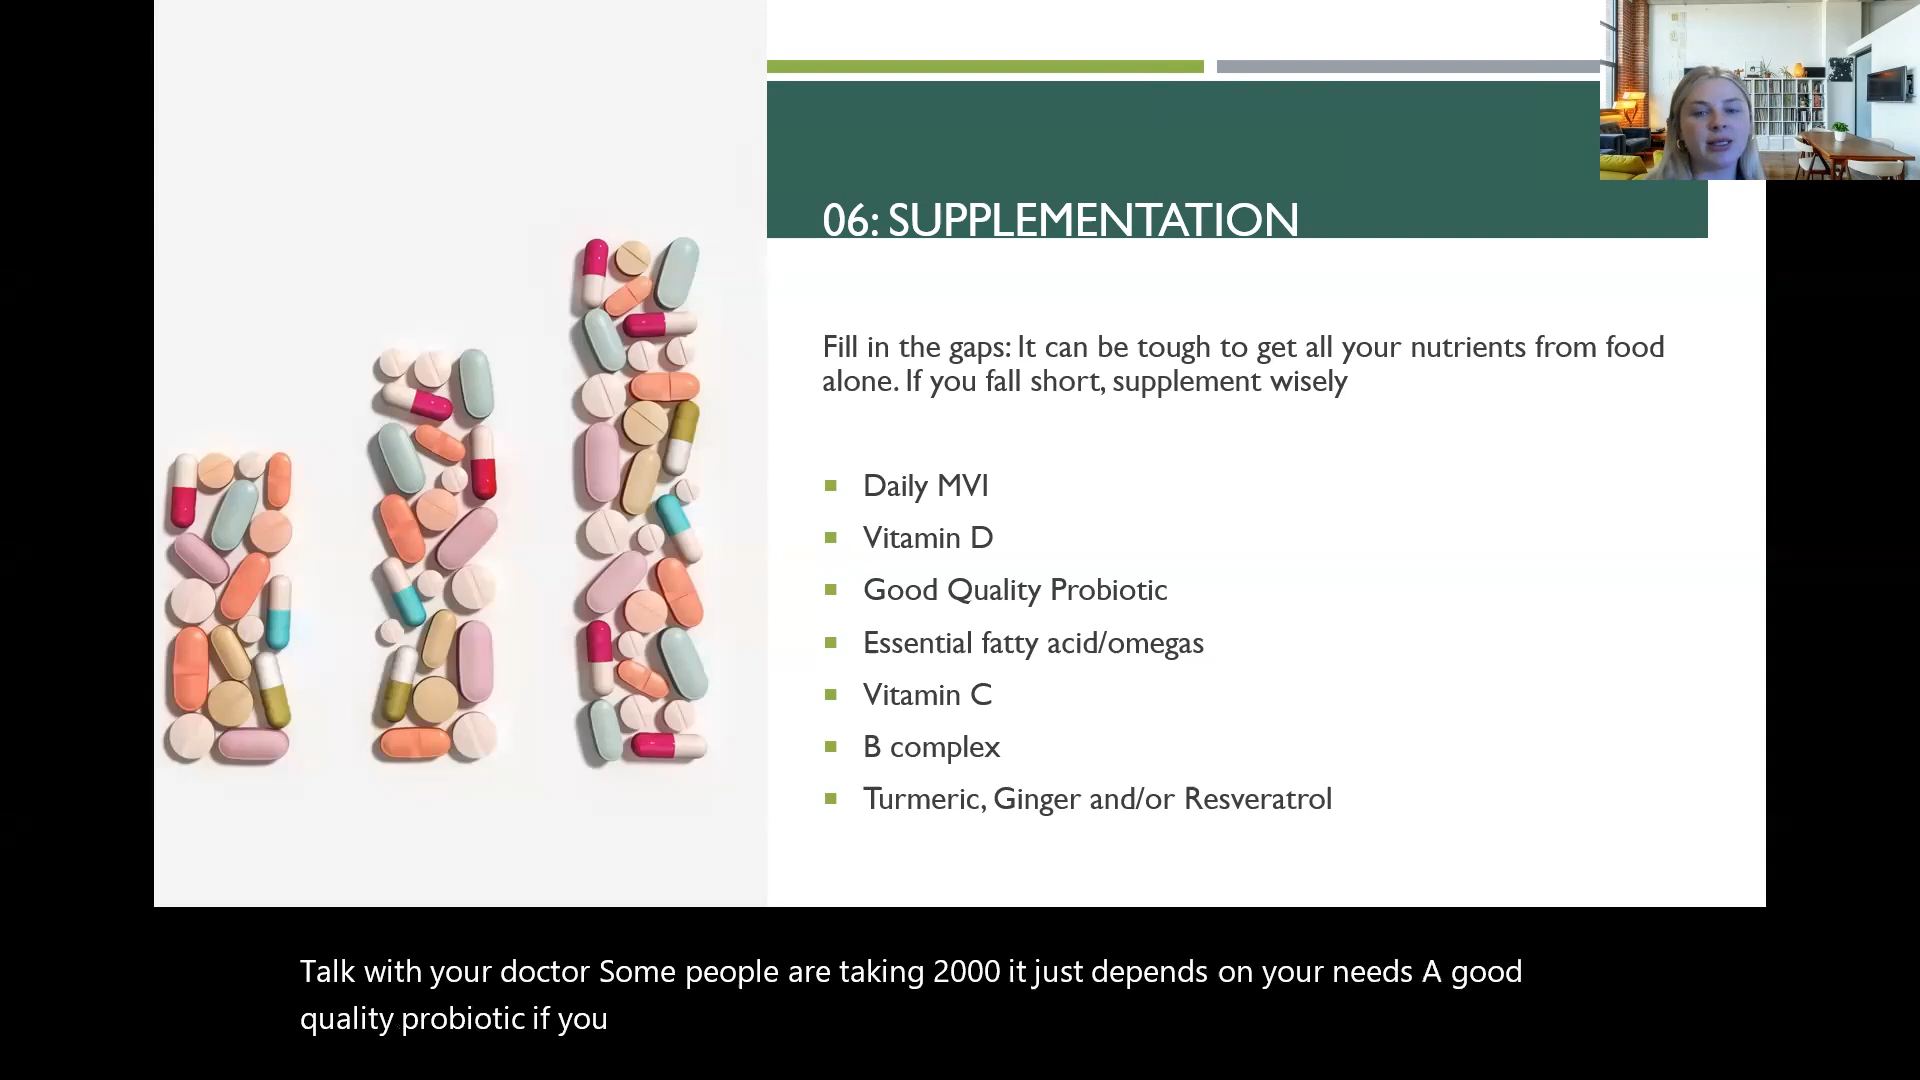 06: SUPPLEMENTATION
Fill in the gaps: It can be tough to get all your nutrients from food
alone. If you fall short, supplement wisely
Daily MVI
Vitamin D
Good Quality Probiotic
Essential fatty acid/omegas
Vitamin C
B complex
Turmeric, Ginger and/or Resveratrol
Talk with your doctor Some people are taking 2000 it just depends on your needs A good
quality probiotic if you